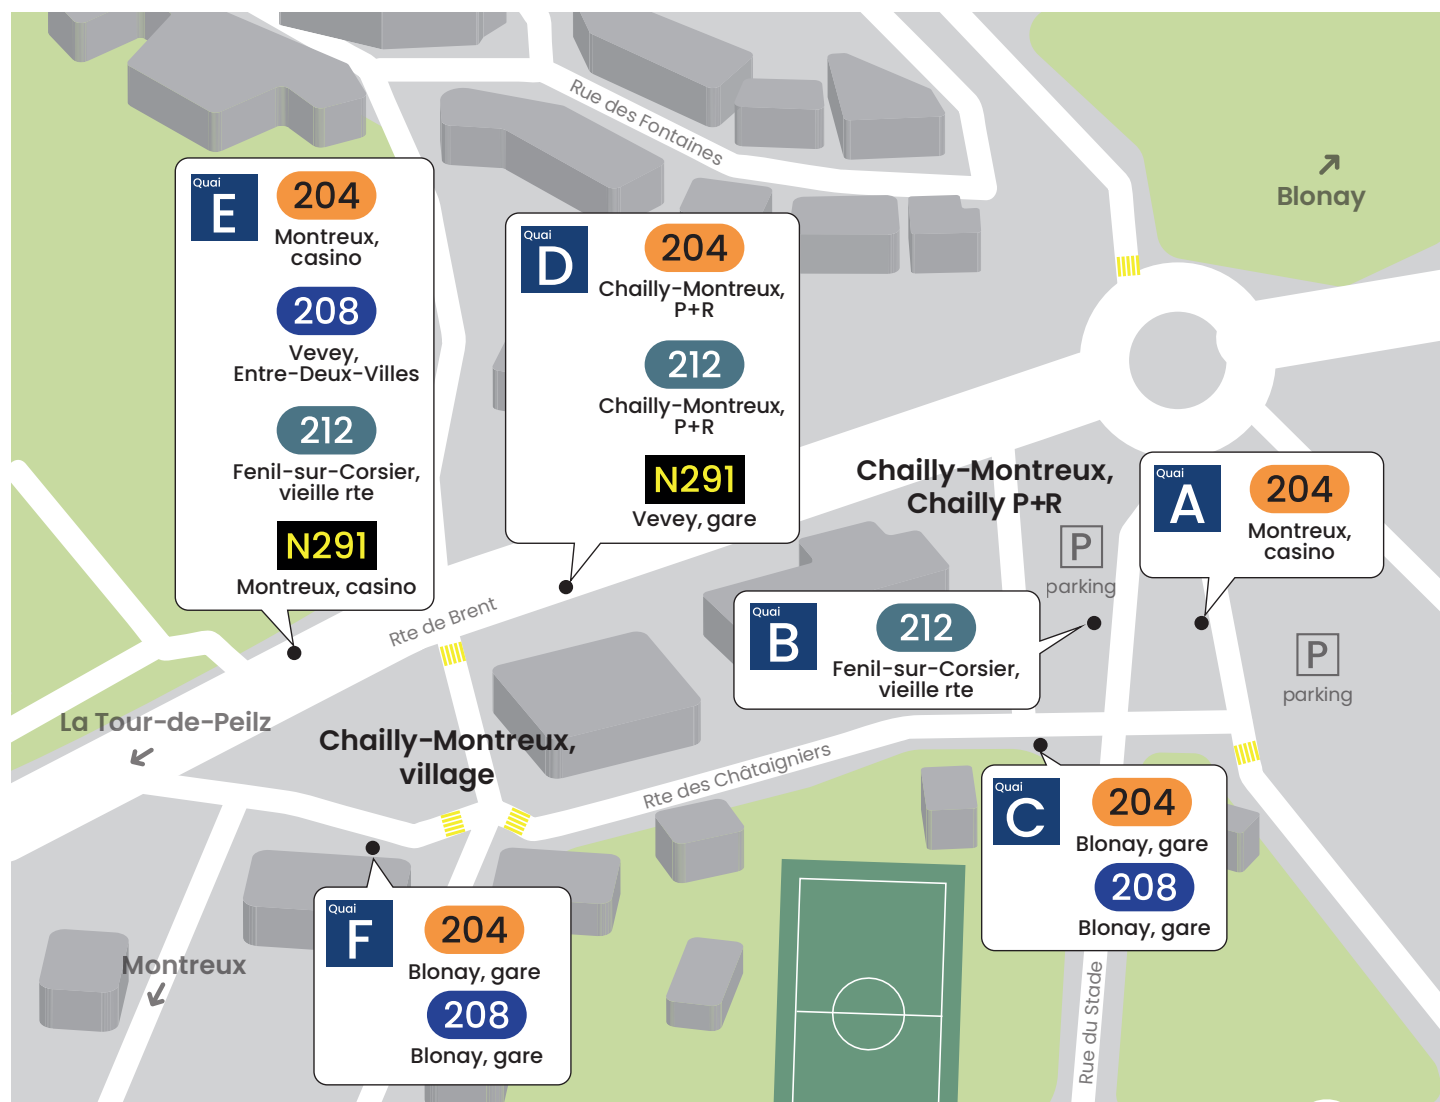 Rue des Fontaines
Blonay
Quai
E
204
Montreux,
casino
208
Vevey,
Entre-Deux-Villes
212
Fenil-sur-Corsier,
vieille rte
N291
Montreux, casino
Quai
D
204
Chailly-Montreux,
P+R
212
Chailly-Montreux,
P+R
N291
Vevey, gare
Chailly-Montreux,
Chailly P+R
Quai
A
204
Montreux,
casino
P
parking
Quai
B
212
Fenil-sur-Corsier,
vieille rte
P
parking
Rte de Brent
La Tour-de-Peilz
Chailly-Montreux,
village
Rte des Châtaigniers
Quai
C
204
Blonay, gare
208
Blonay, gare
Quai
F
204
Blonay, gare
208
Blonay, gare
Montreux
Rue du Stade